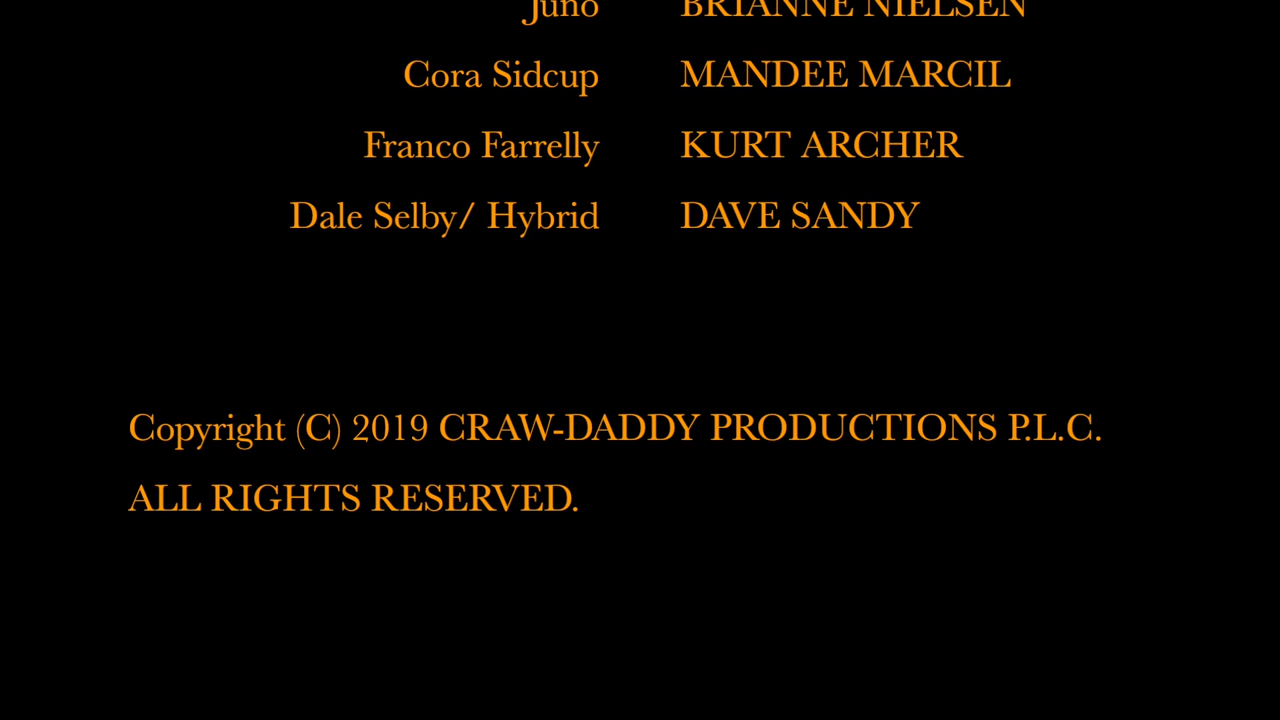 Juno BRIANNE NIELSEN
Cora Sidcup MANDEE MARCIL
Franco Farrelly KURT ARCHER
Dale Selby/ Hybrid DAVE SANDY
Copyright (C) 2019 CRAW-DADDY PRODUCTIONS P.L.C.
ALL RIGHTS RESERVED.